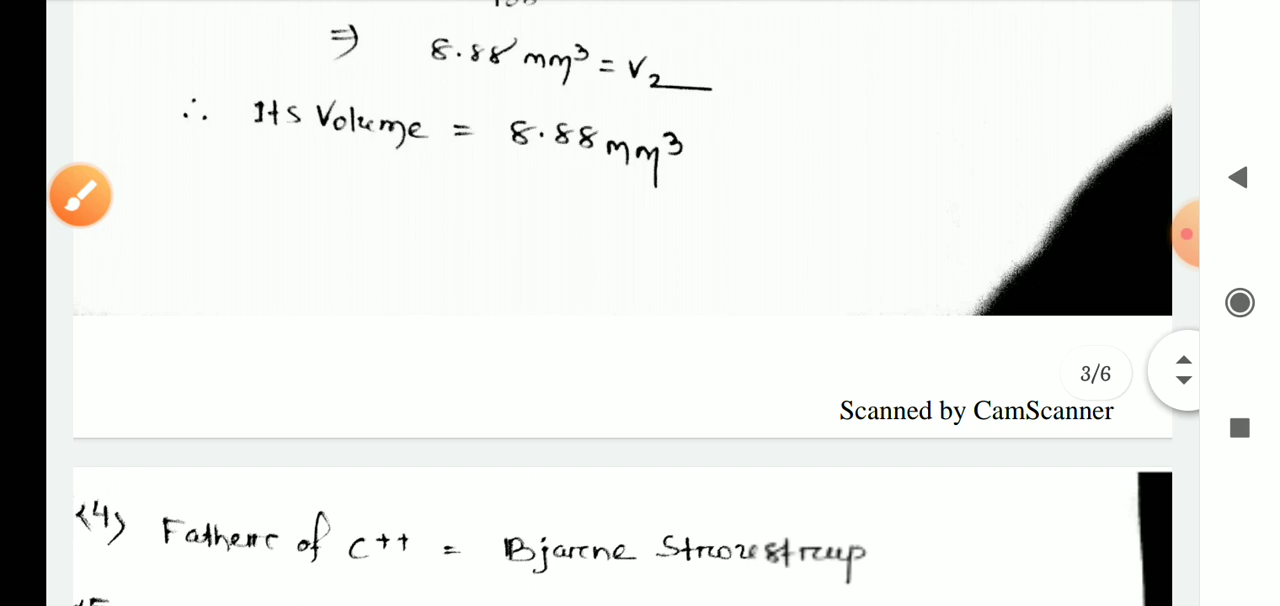 ⇒ 8.88 mm³ = V₂
∴ Its Volume = 8.88 mm³
3/6
Scanned by CamScanner
<4> Father of C++ = Bjarne Stroustrup